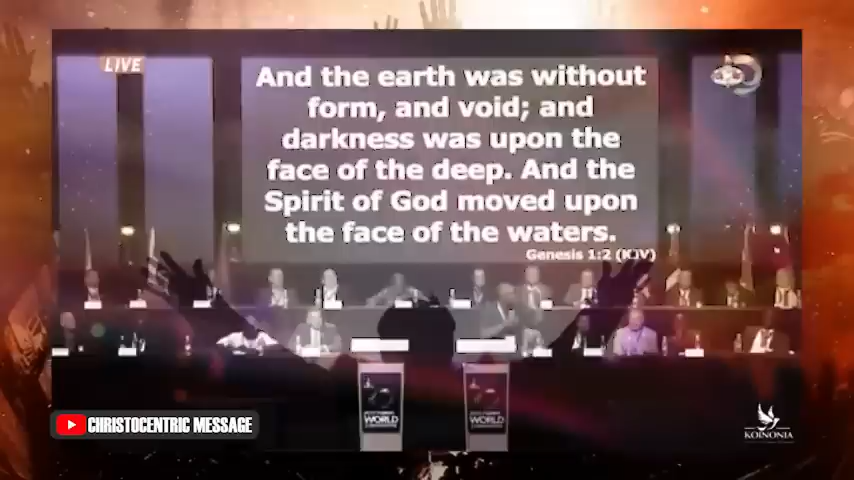 LIVE
And the earth was without
form, and void; and
darkness was upon the
face of the deep. And the
Spirit of God moved upon
the face of the waters.
Genesis 1:2 (KJV)
WORLD
WORLD
CHRISTOCENTRIC MESSAGE
KOINONIA